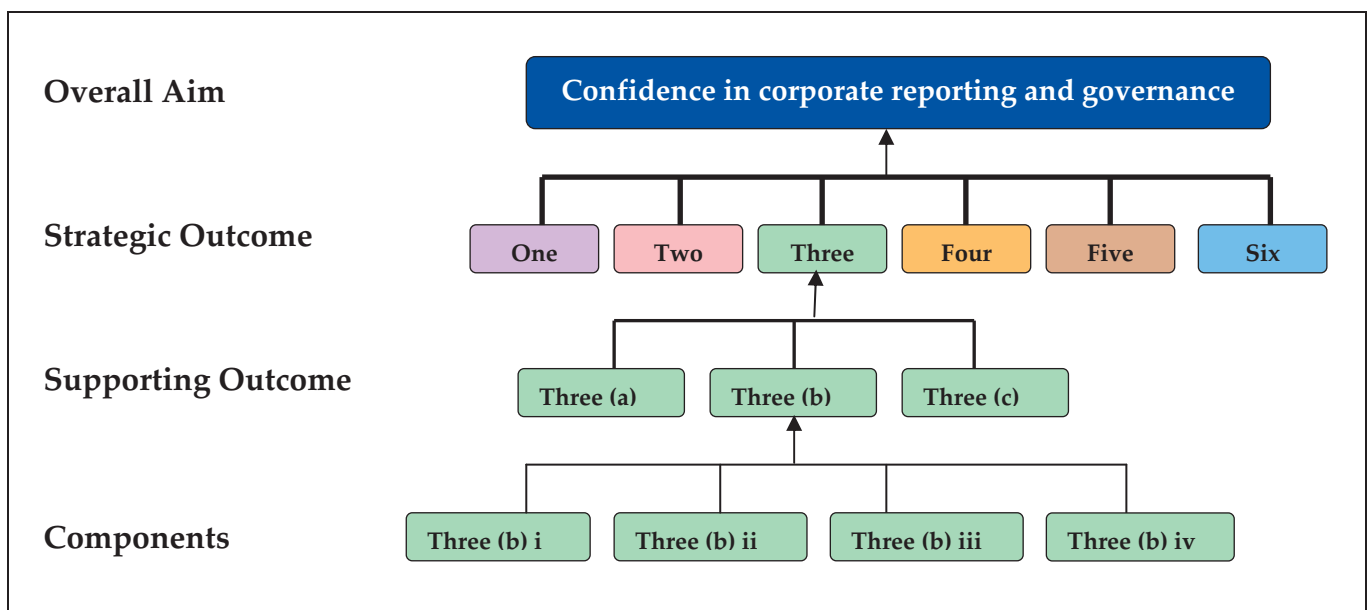 Overall Aim
Confidence in corporate reporting and governance
Strategic Outcome
One
Two
Three
Four
Five
Six
Supporting Outcome
Three (a)
Three (b)
Three (c)
Components
Three (b) i
Three (b) ii
Three (b) iii
Three (b) iv